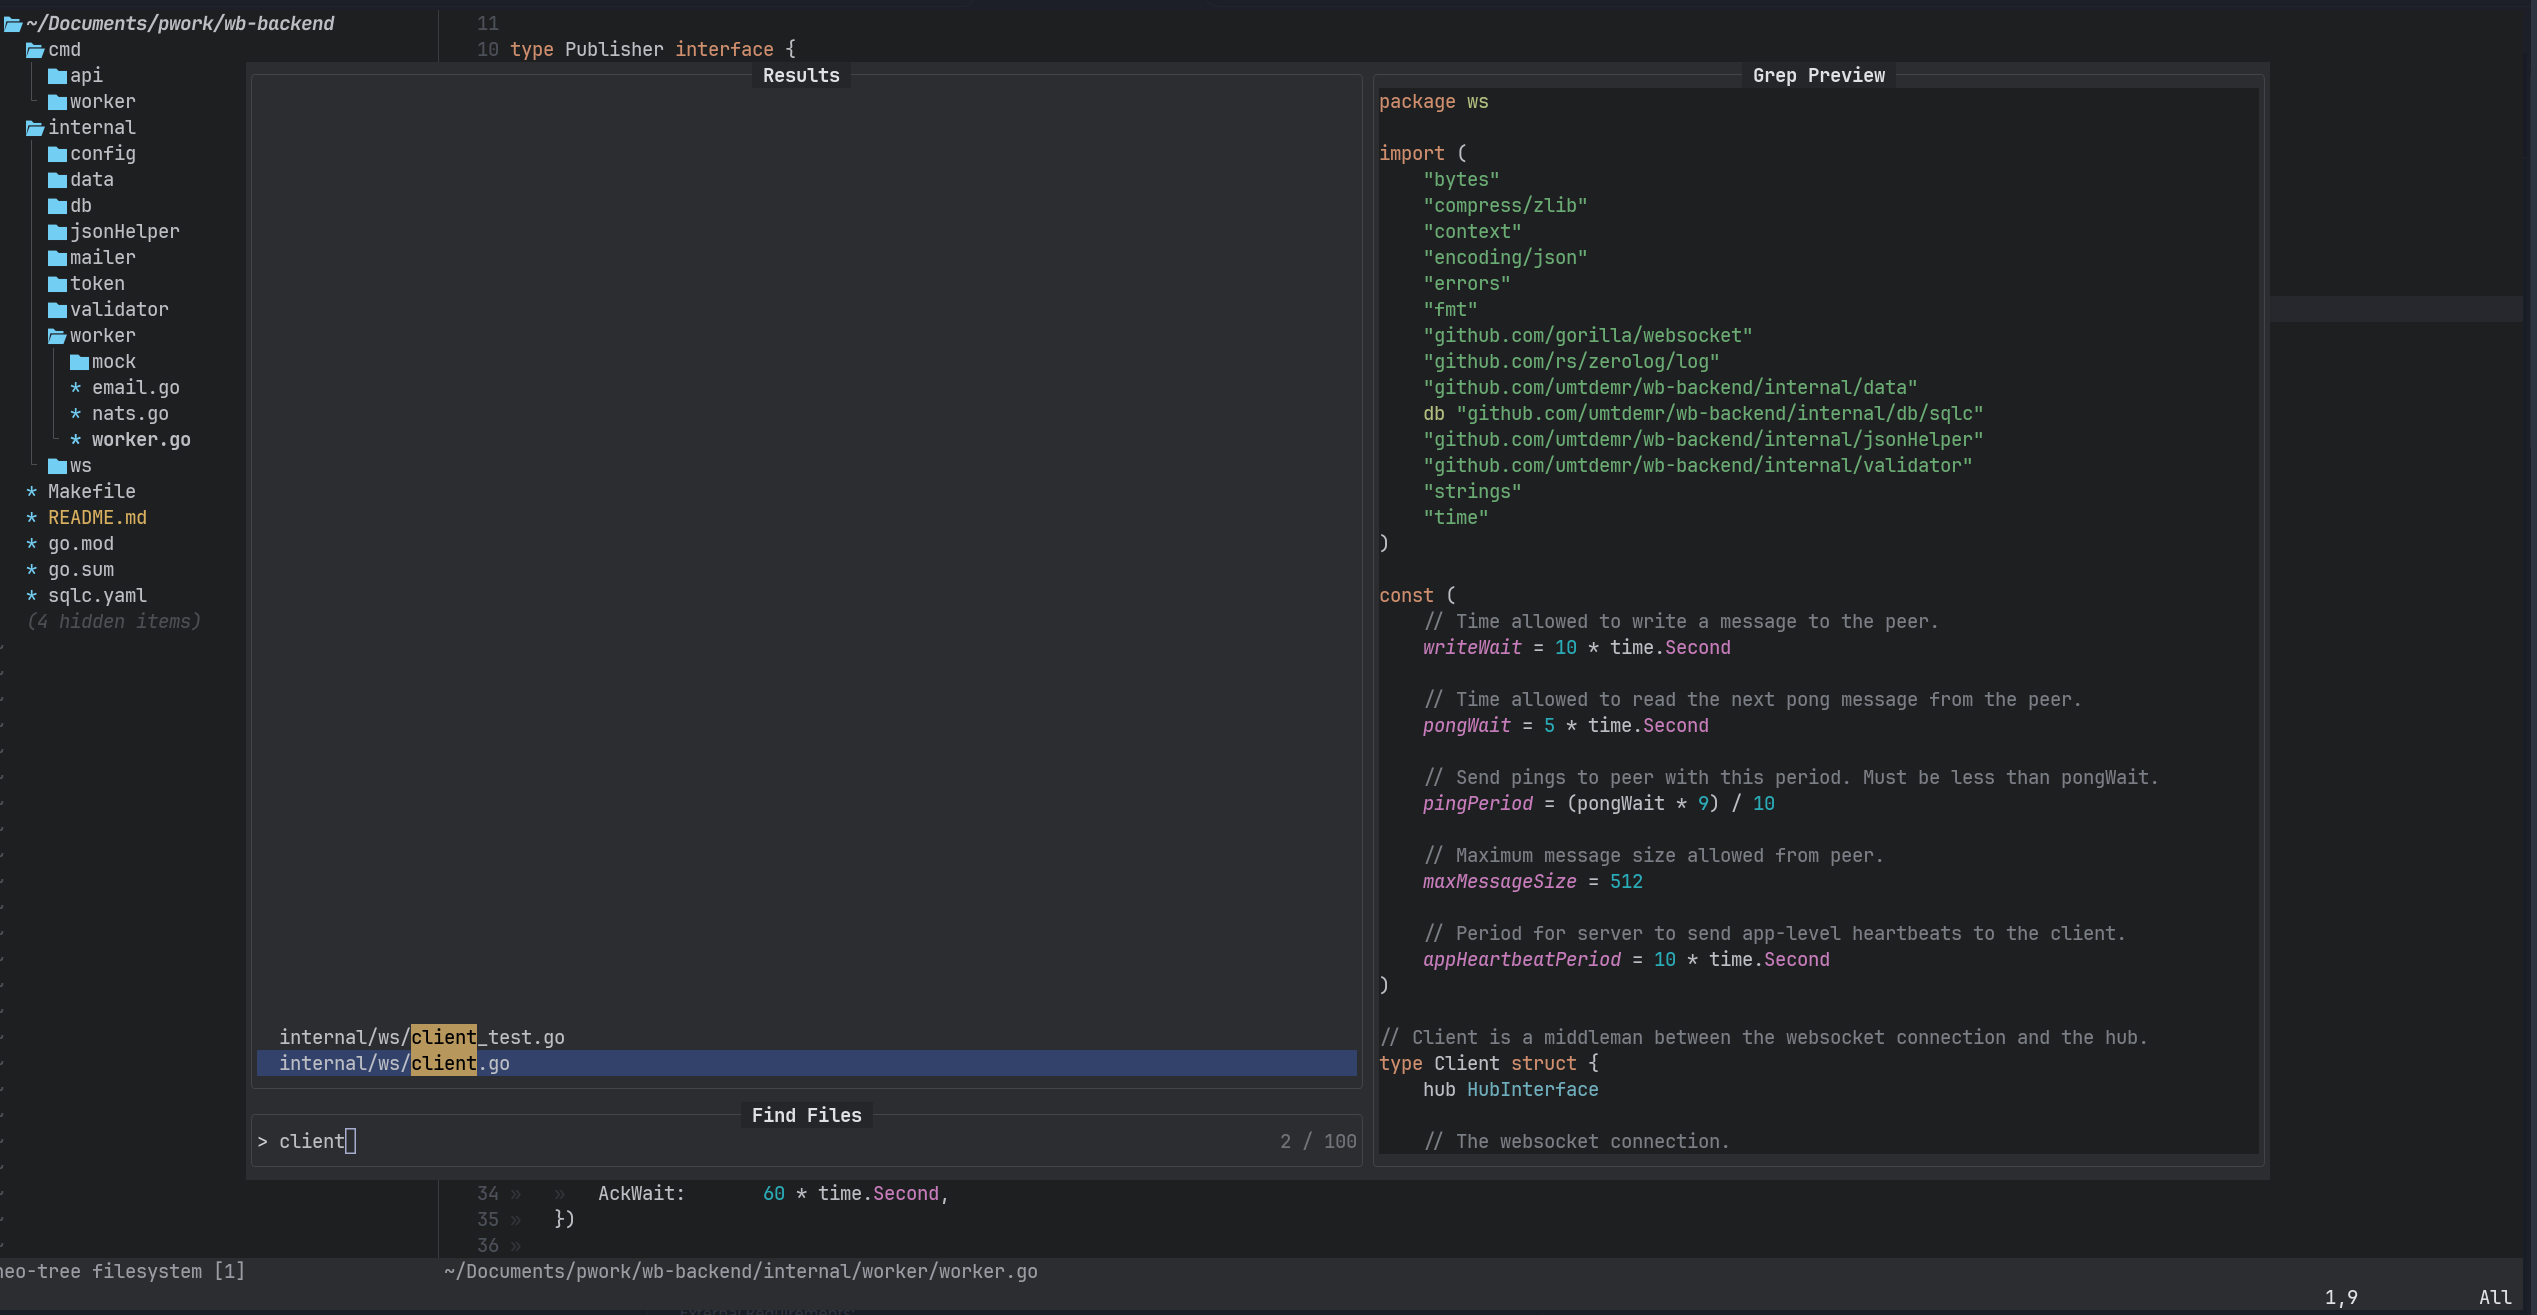 ~/Documents/pwork/wb-backend
cmd
api
worker
internal
config
data
db
jsonHelper
mailer
token
validator
worker
mock
* email.go
* nats.go
* worker.go
ws
* Makefile
* README.md
* go.mod
* go.sum
* sqlc.yaml
(4 hidden items)
11
10 type Publisher interface {
Results
internal/ws/client_test.go
internal/ws/client.go
Find Files
> client
2 / 100
Grep Preview
package ws
import (
"bytes"
"compress/zlib"
"context"
"encoding/json"
"errors"
"fmt"
"github.com/gorilla/websocket"
"github.com/rs/zerolog/log"
"github.com/umtdemr/wb-backend/internal/data"
db "github.com/umtdemr/wb-backend/internal/db/sqlc"
"github.com/umtdemr/wb-backend/internal/jsonHelper"
"github.com/umtdemr/wb-backend/internal/validator"
"strings"
"time"
)
const (
// Time allowed to write a message to the peer.
writeWait = 10 * time.Second
// Time allowed to read the next pong message from the peer.
pongWait = 5 * time.Second
// Send pings to peer with this period. Must be less than pongWait.
pingPeriod = (pongWait * 9) / 10
// Maximum message size allowed from peer.
maxMessageSize = 512
// Period for server to send app-level heartbeats to the client.
appHeartbeatPeriod = 10 * time.Second
)
// Client is a middleman between the websocket connection and the hub.
type Client struct {
hub HubInterface
// The websocket connection.
34 » » AckWait: 60 * time.Second,
35 » })
36 »
neo-tree filesystem [1]
~/Documents/pwork/wb-backend/internal/worker/worker.go
1,9 All